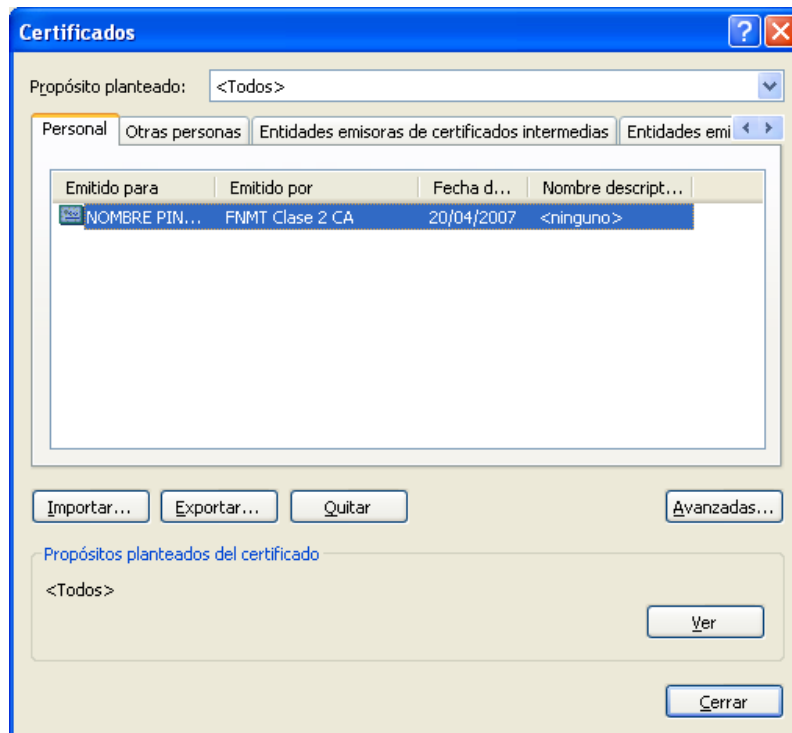 Certificados
Propósito planteado: <Todos>
Personal Otras personas Entidades emisoras de certificados intermedias Entidades emi
Emitido para Emitido por Fecha d... Nombre descript...
NOMBRE PIN... FNMT Clase 2 CA 20/04/2007 <ninguno>
Importar... Exportar... Quitar Avanzadas...
Propósitos planteados del certificado
<Todos>
Ver
Cerrar